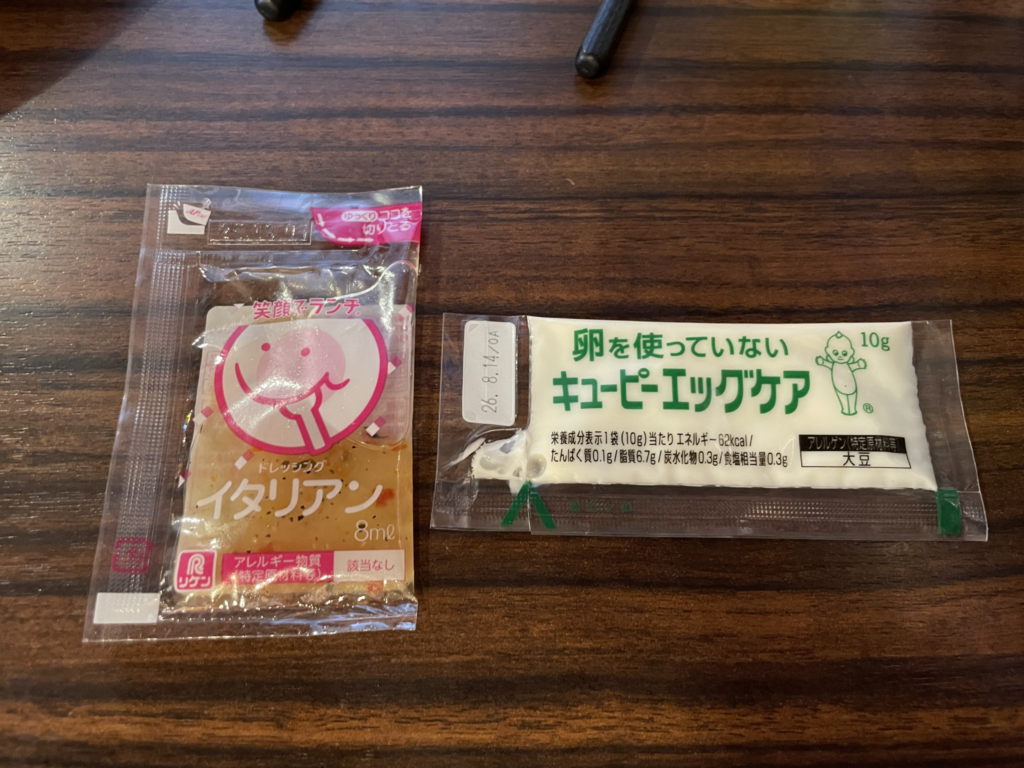 ゆっくりココを
切りとる
笑顔でランチ
ドレッシング
イタリアン
8ml
リケン
アレルギー物質
該当なし
26. 8.14/
卵を使っていない
キューピーエッグケア
10g
®
栄養成分表示1袋(10g)当たり エネルギー62kcal/
たんぱく質0.1g/脂質6.7g/炭水化物0.3g/食塩相当量0.3g
アレルゲン(特定原材料等)
大豆